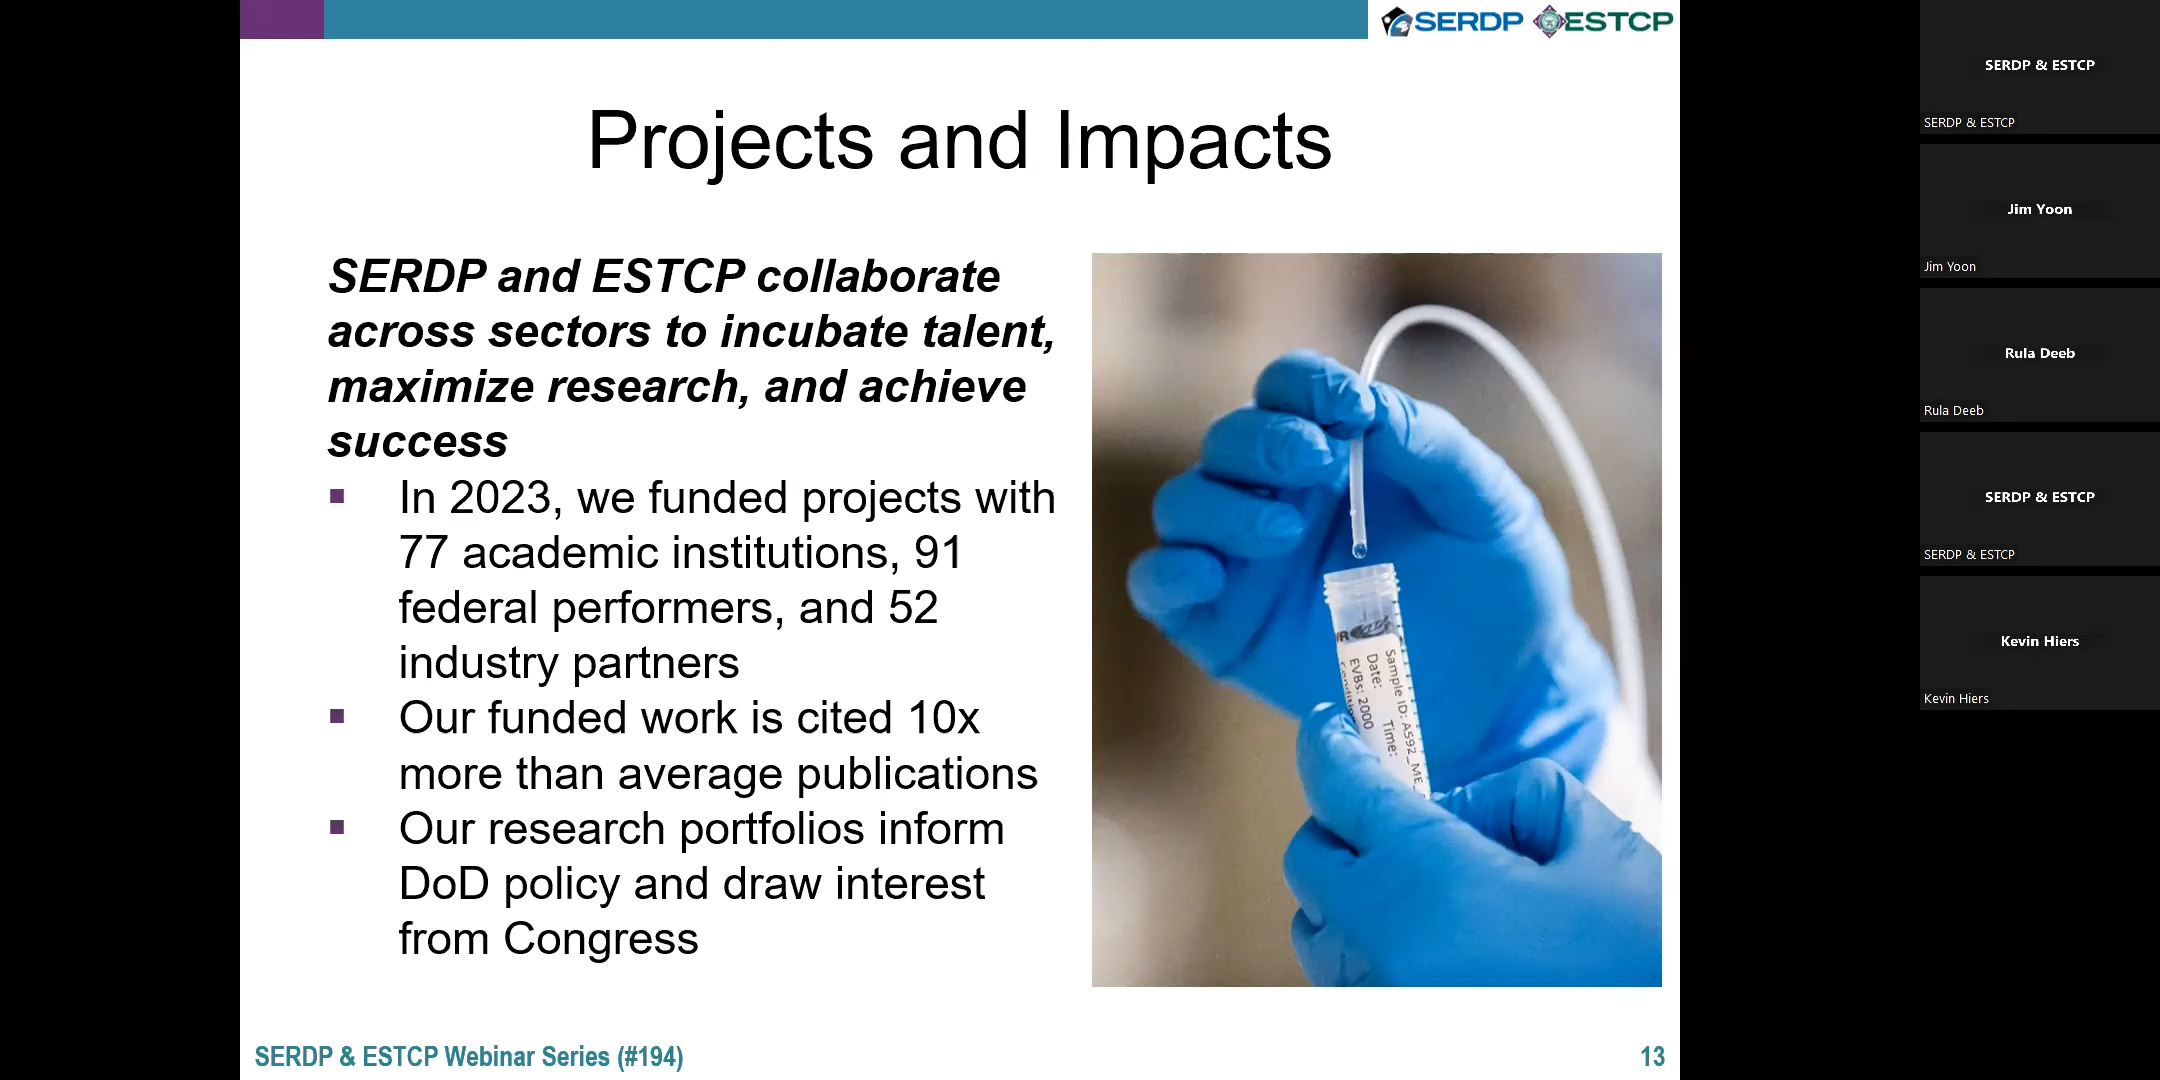 SERDP ESTCP
Projects and Impacts
SERDP and ESTCP collaborate
across sectors to incubate talent,
maximize research, and achieve
success
▪ In 2023, we funded projects with
77 academic institutions, 91
federal performers, and 52
industry partners
▪ Our funded work is cited 10x
more than average publications
▪ Our research portfolios inform
DoD policy and draw interest
from Congress
Sample ID: A592_ME
Date: Time:
EVBs: 2000
SERDP & ESTCP Webinar Series (#194)
13
SERDP & ESTCP
SERDP & ESTCP
Jim Yoon
Jim Yoon
Rula Deeb
Rula Deeb
SERDP & ESTCP
SERDP & ESTCP
Kevin Hiers
Kevin Hiers